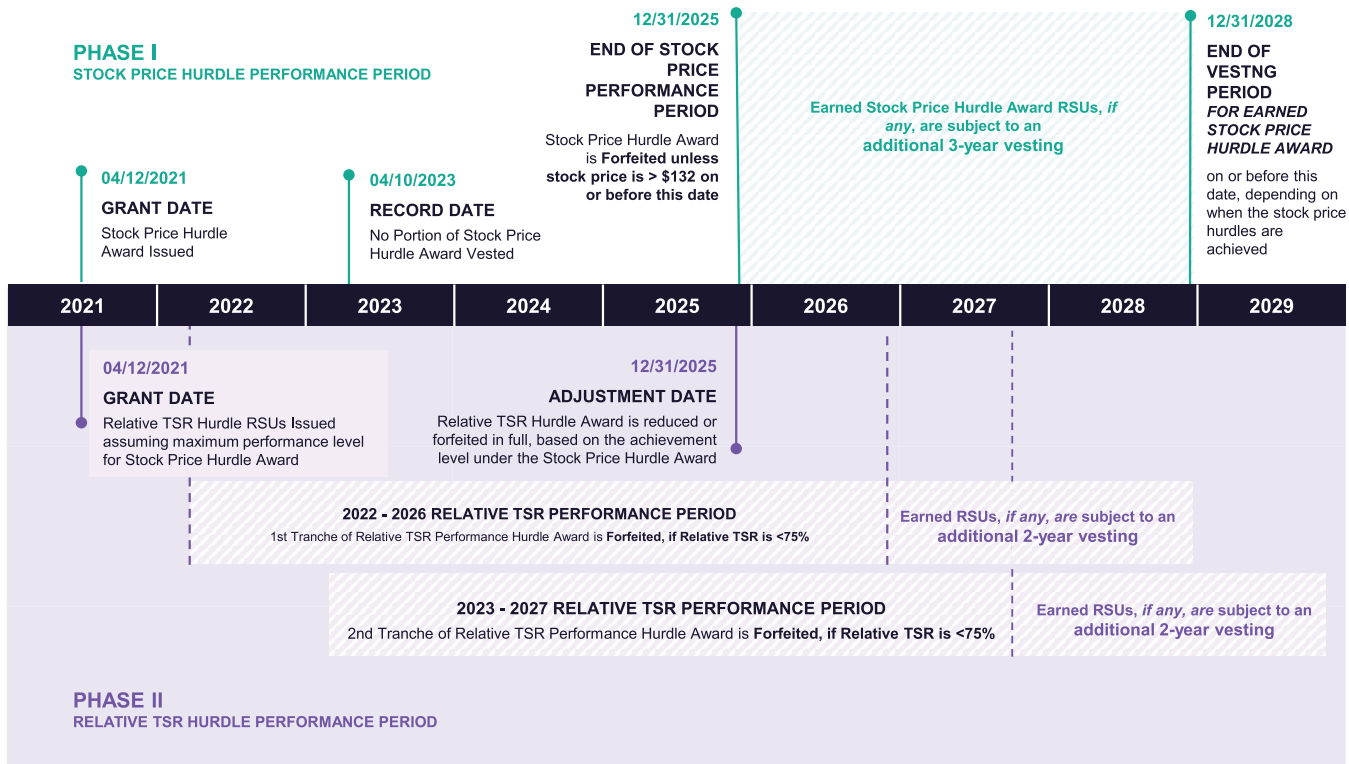 PHASE I
STOCK PRICE HURDLE PERFORMANCE PERIOD
04/12/2021
GRANT DATE
Stock Price Hurdle
Award Issued
04/10/2023
RECORD DATE
No Portion of Stock Price
Hurdle Award Vested
12/31/2025
END OF STOCK
PRICE
PERFORMANCE
PERIOD
Stock Price Hurdle Award
is Forfeited unless
stock price is > $132 on
or before this date
Earned Stock Price Hurdle Award RSUs, if
any, are subject to an
additional 3-year vesting
12/31/2028
END OF
VESTNG
PERIOD
FOR EARNED
STOCK PRICE
HURDLE AWARD
on or before this
date, depending on
when the stock price
hurdles are
achieved
2021 2022 2023 2024 2025 2026 2027 2028 2029
04/12/2021
GRANT DATE
Relative TSR Hurdle RSUs Issued
assuming maximum performance level
for Stock Price Hurdle Award
12/31/2025
ADJUSTMENT DATE
Relative TSR Hurdle Award is reduced or
forfeited in full, based on the achievement
level under the Stock Price Hurdle Award
2022 - 2026 RELATIVE TSR PERFORMANCE PERIOD
1st Tranche of Relative TSR Performance Hurdle Award is Forfeited, if Relative TSR is <75%
Earned RSUs, if any, are subject to an
additional 2-year vesting
2023 - 2027 RELATIVE TSR PERFORMANCE PERIOD
2nd Tranche of Relative TSR Performance Hurdle Award is Forfeited, if Relative TSR is <75%
Earned RSUs, if any, are subject to an
additional 2-year vesting
PHASE II
RELATIVE TSR HURDLE PERFORMANCE PERIOD